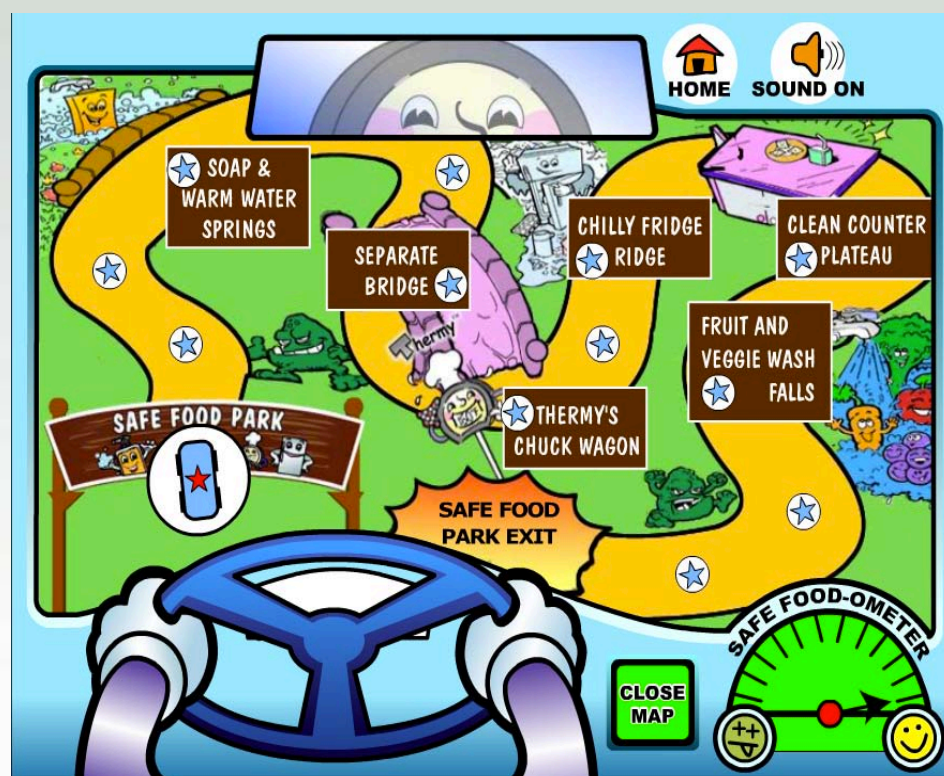 HOME
SOUND ON
SOAP &
WARM WATER
SPRINGS
SEPARATE
BRIDGE
CHILLY FRIDGE
RIDGE
CLEAN COUNTER
PLATEAU
Thermy™
FRUIT AND
VEGGIE WASH
FALLS
SAFE FOOD PARK
THERMY'S
CHUCK WAGON
SAFE FOOD
PARK EXIT
SAFE FOOD-OMETER
CLOSE
MAP